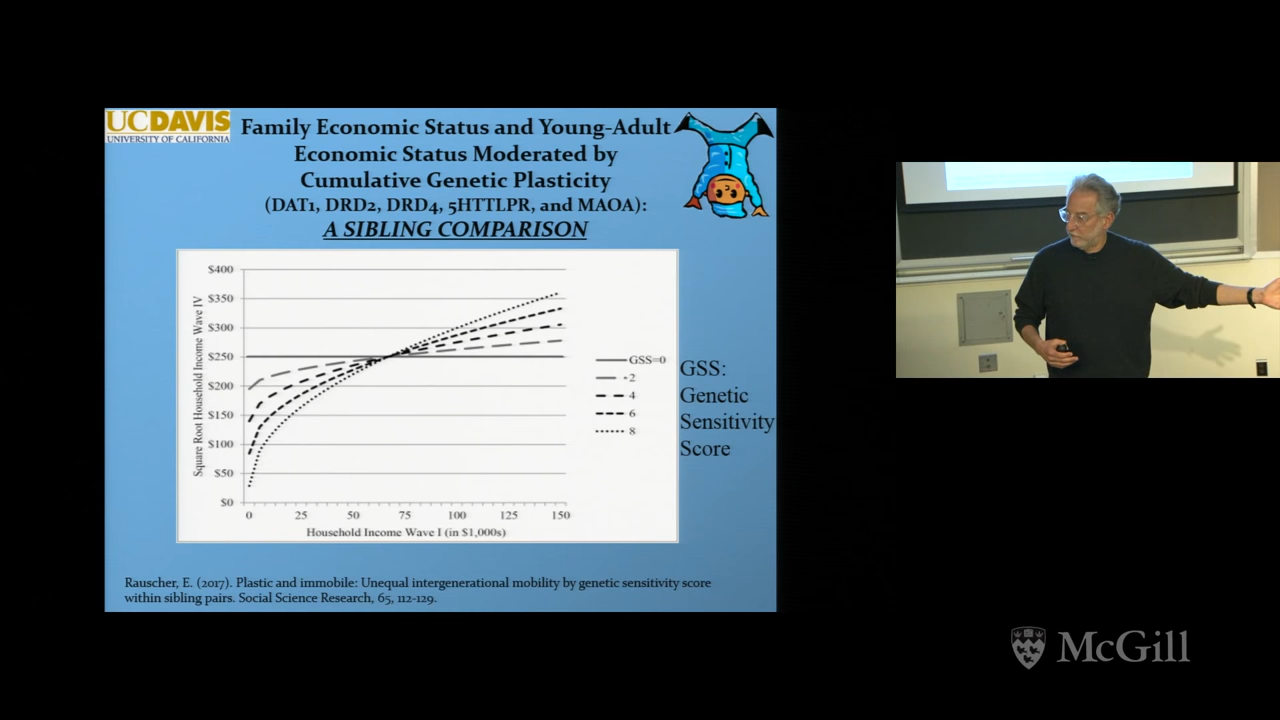 UCDAVIS
UNIVERSITY OF CALIFORNIA
Family Economic Status and Young-Adult
Economic Status Moderated by
Cumulative Genetic Plasticity
(DAT1, DRD2, DRD4, 5HTTLPR, and MAOA):
A SIBLING COMPARISON
Square Root Household Income Wave IV
$400
$350
$300
$250
$200
$150
$100
$50
$0
0 25 50 75 100 125 150
Household Income Wave I (in $1,000s)
GSS=0
2
4
6
8
GSS:
Genetic
Sensitivity
Score
Rauscher, E. (2017). Plastic and immobile: Unequal intergenerational mobility by genetic sensitivity score
within sibling pairs. Social Science Research, 65, 112-129.
McGill